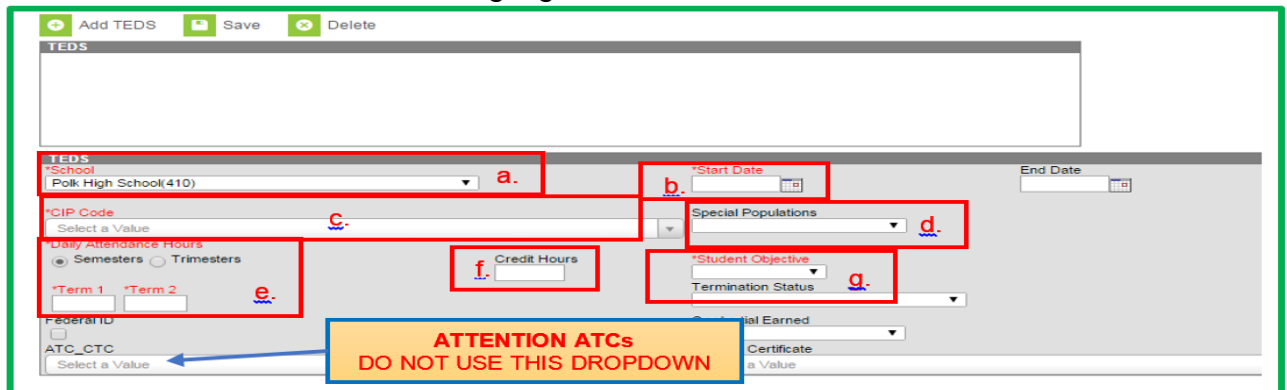 Add TEDS Save Delete
TEDS
TEDS
*School
Polk High School(410)
a.
b.
*Start Date
End Date
*CIP Code
Select a Value
c.
Special Populations
d.
*Daily Attendance Hours
Semesters Trimesters
*Term 1 *Term 2
e.
f.
Credit Hours
*Student Objective
g.
Termination Status
Federal ID
Earned
ATC_CTC
Select a Value
ATTENTION ATCs
DO NOT USE THIS DROPDOWN
Certificate
a Value